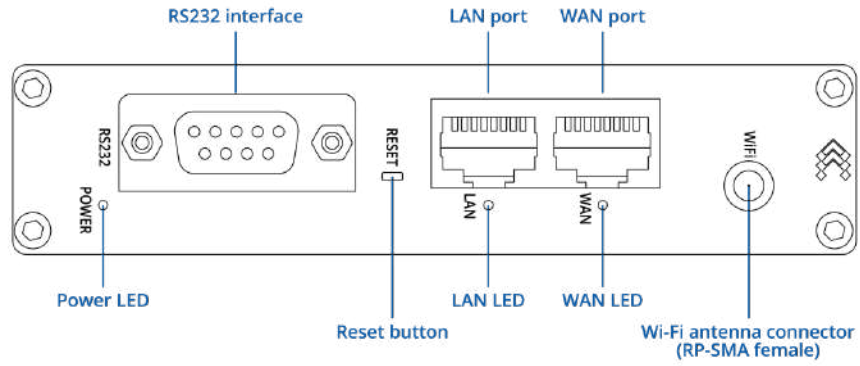 RS232 interface
LAN port
WAN port
RS232
RESET
WiFi
POWER
LAN
WAN
Power LED
LAN LED
WAN LED
Reset button
Wi-Fi antenna connector
(RP-SMA female)